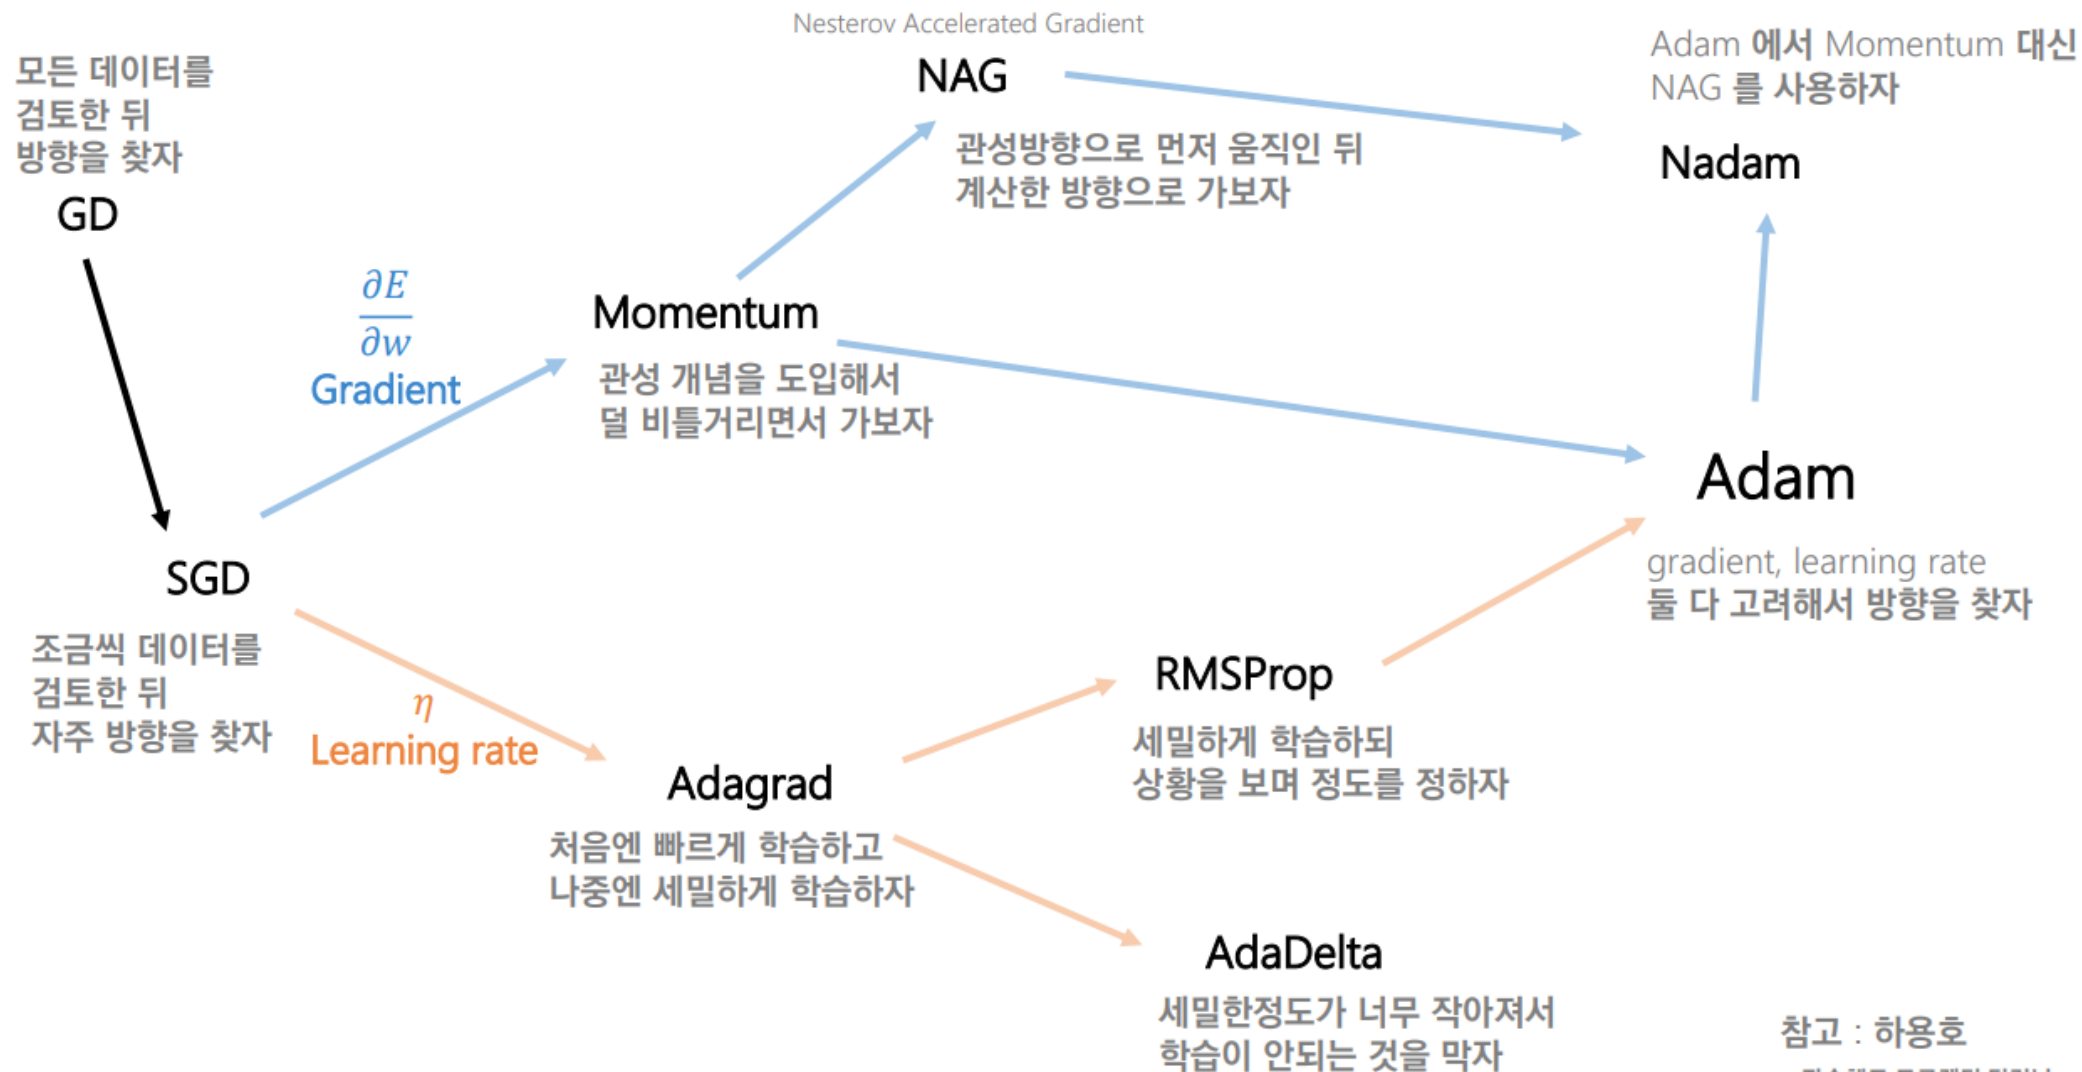 모든 데이터를
검토한 뒤
방향을 찾자
GD
SGD
조금씩 데이터를
검토한 뒤
자주 방향을 찾자
∂E
∂w
Gradient
η
Learning rate
Momentum
관성 개념을 도입해서
덜 비틀거리면서 가보자
Nesterov Accelerated Gradient
NAG
관성방향으로 먼저 움직인 뒤
계산한 방향으로 가보자
Adagrad
처음엔 빠르게 학습하고
나중엔 세밀하게 학습하자
RMSProp
세밀하게 학습하되
상황을 보며 정도를 정하자
AdaDelta
세밀한정도가 너무 작아져서
학습이 안되는 것을 막자
Adam 에서 Momentum 대신
NAG 를 사용하자
Nadam
Adam
gradient, learning rate
둘 다 고려해서 방향을 찾자
참고 : 하용호